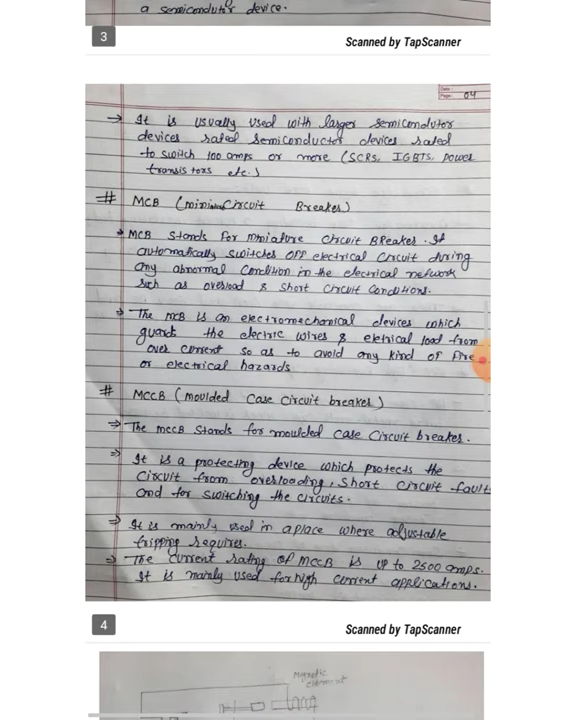 a semiconductor device.
3
Scanned by TapScanner
Date :
Page : 04
→ It is usually used with larger semicondutor
devices rated semiconductor devices rated
to switch 100 amps or more (SCRs, IGBTS, power
transistors etc.)
# MCB (miniature Circuit Breaker)
→ MCB Stands for miniature circuit BReaker. It
automatically switches OFF electrical circuit during
any abnormal Condition in the electrical network
such as overload & short circuit Conditions.
→ The MCB is an electromechanical devices which
guards the electric wires & eletrical load from
over current so as to avoid any kind of Fire
or electrical hazards
# MCCB (moulded Case Circuit breaker)
⇒ The mccB Stands for moulded case circuit breaker.
⇒ It is a protecting device which protects the
Circuit from overloading, short circuit fault
and for switching the circuits.
⇒ It is mainly used in a place where adjustable
tripping requires.
⇒ The current rating of MCCB is up to 2500 amps.
It is mainly used for high current applications.
4
Scanned by TapScanner
Magnetic
element